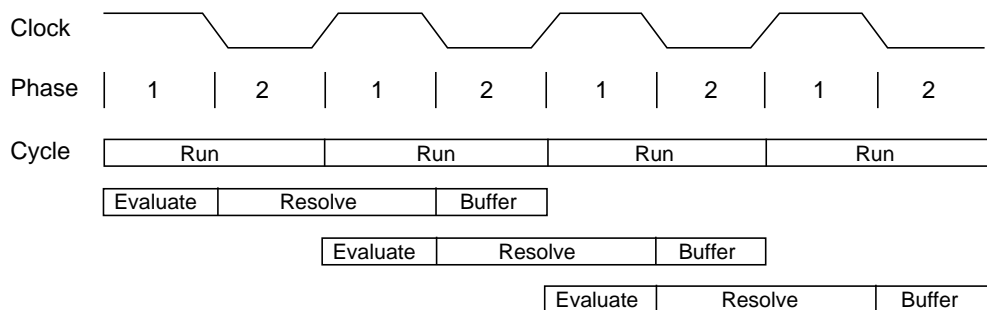 Clock
Phase 1 2 1 2 1 2 1 2
Cycle Run Run Run Run
Evaluate Resolve Buffer
Evaluate Resolve Buffer
Evaluate Resolve Buffer